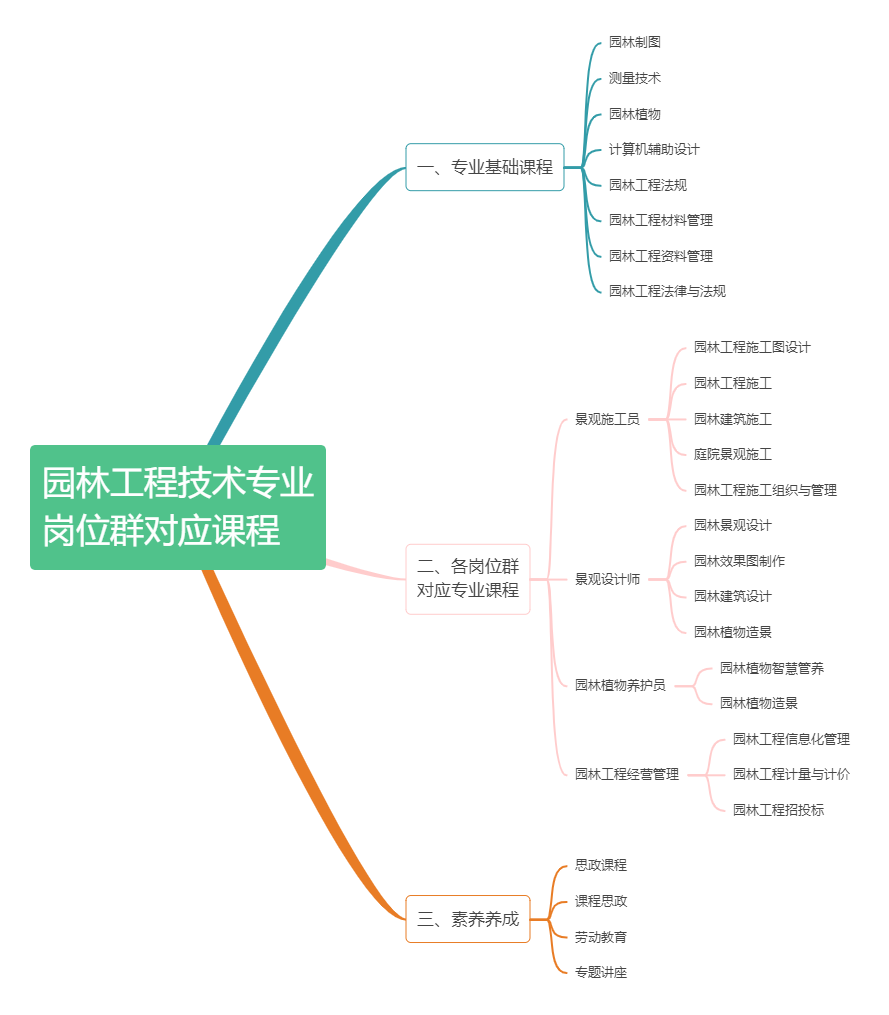 园林工程技术专业
岗位群对应课程
一、专业基础课程
园林制图
测量技术
园林植物
计算机辅助设计
园林工程法规
园林工程材料管理
园林工程资料管理
园林工程法律与法规
二、各岗位群
对应专业课程
景观施工员
园林工程施工图设计
园林工程施工
园林建筑施工
庭院景观施工
园林工程施工组织与管理
景观设计师
园林景观设计
园林效果图制作
园林建筑设计
园林植物造景
园林植物养护员
园林植物智慧管养
园林植物造景
园林工程经营管理
园林工程信息化管理
园林工程计量与计价
园林工程招投标
三、素养养成
思政课程
课程思政
劳动教育
专题讲座